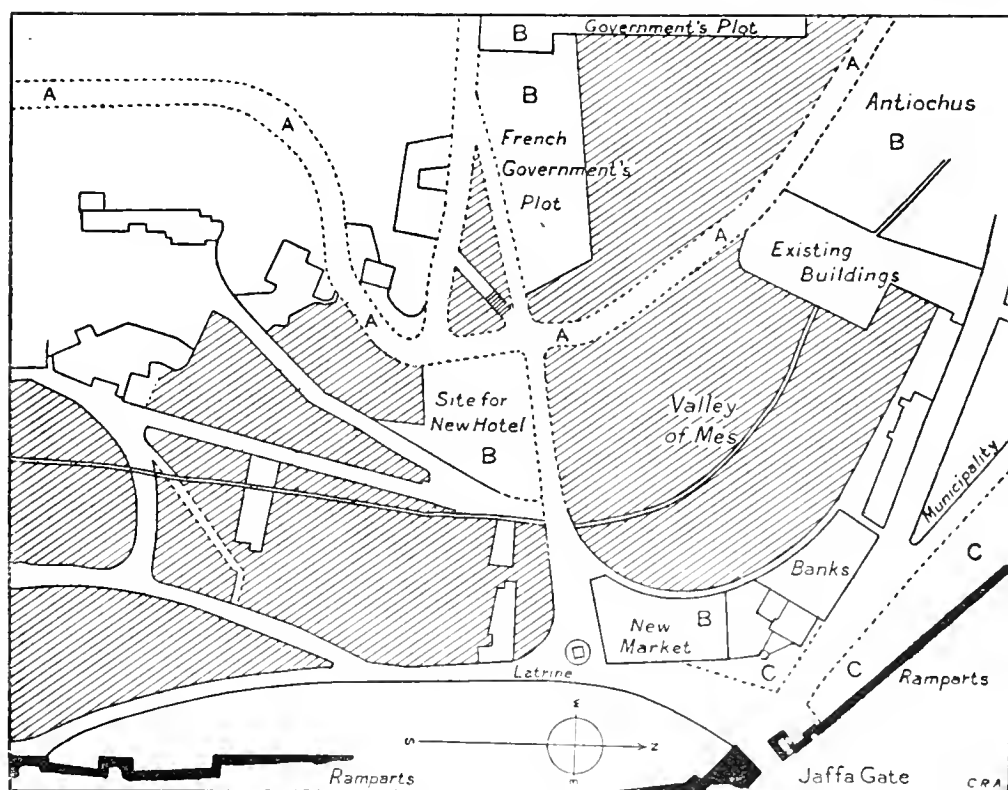 B
Government's Plot
A
A
A
B
Antiochus
B
French
Government's
Plot
A
Existing
Buildings
A
A
Site for
New Hotel
B
Valley
of Mes
Municipality
C
Banks
B
New
Market
C
C
Latrine
Ramparts
W
S
N
E
Ramparts
Jaffa Gate
C.R.A.